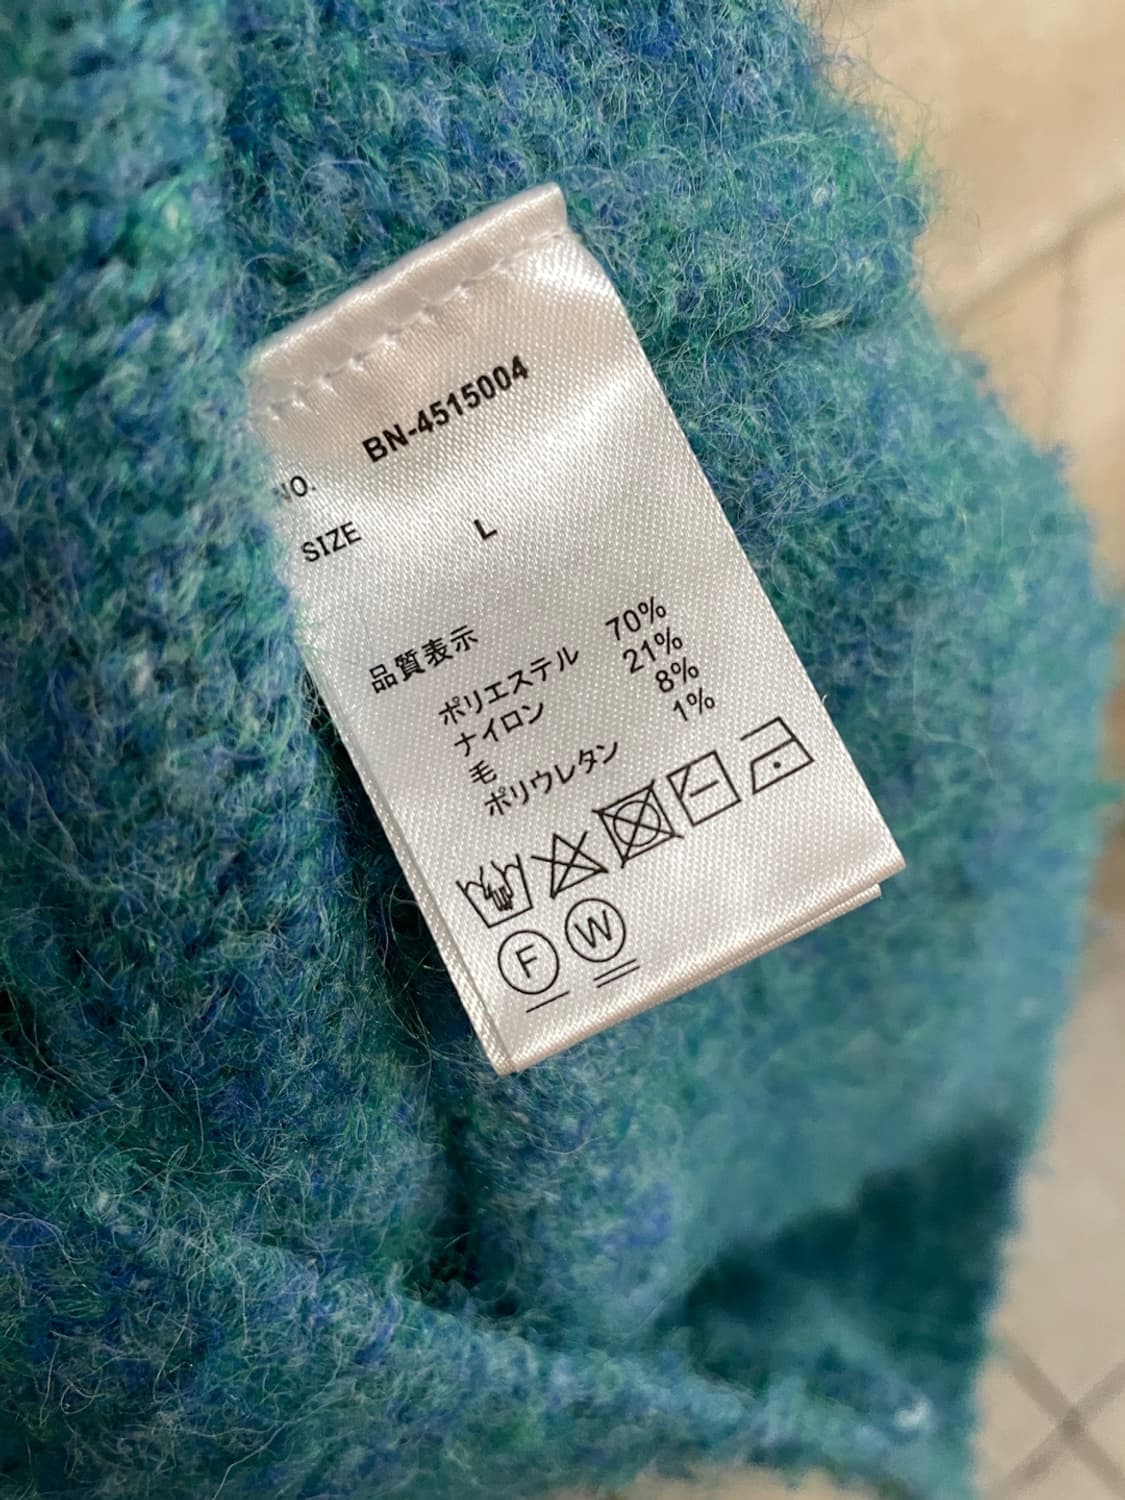 NO. BN-4515004
SIZE L
品質表示
ポリエステル 70%
ナイロン 21%
毛 8%
ポリウレタン 1%
F W